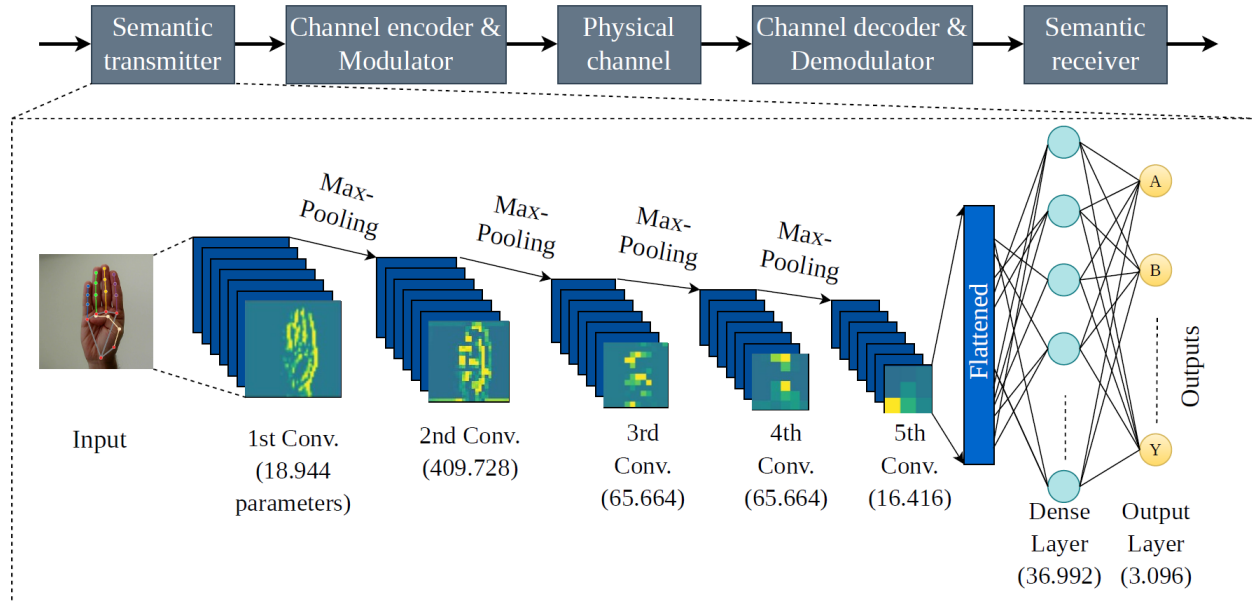 Semantic
transmitter
Channel encoder &
Modulator
Physical
channel
Channel decoder &
Demodulator
Semantic
receiver
Max-
Pooling
Max-
Pooling
Max-
Pooling
Max-
Pooling
Input
1st Conv.
(18.944
parameters)
2nd Conv.
(409.728)
3rd
Conv.
(65.664)
4th
Conv.
(65.664)
5th
Conv.
(16.416)
Flattened
Dense
Layer
(36.992)
A
B
Y
Outputs
Output
Layer
(3.096)